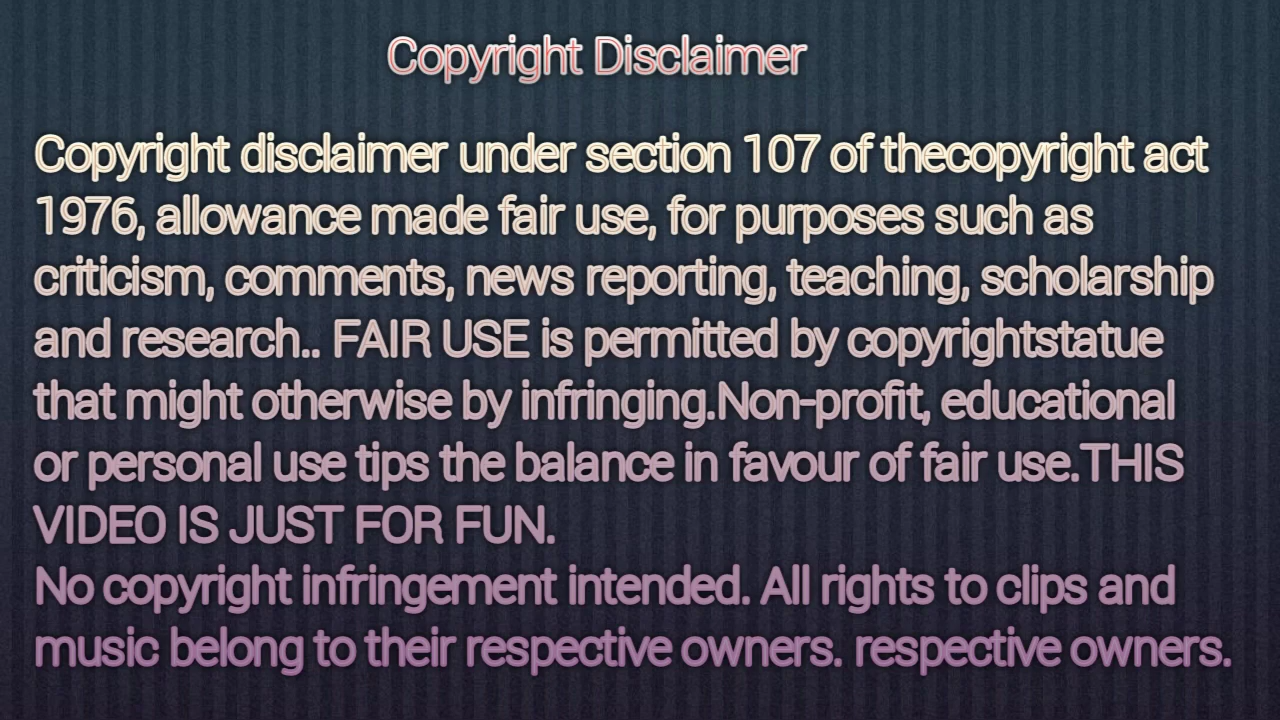 Copyright Disclaimer
Copyright disclaimer under section 107 of thecopyright act
1976, allowance made fair use, for purposes such as
criticism, comments, news reporting, teaching, scholarship
and research.. FAIR USE is permitted by copyrightstatue
that might otherwise by infringing.Non-profit, educational
or personal use tips the balance in favour of fair use.THIS
VIDEO IS JUST FOR FUN.
No copyright infringement intended. All rights to clips and
music belong to their respective owners. respective owners.